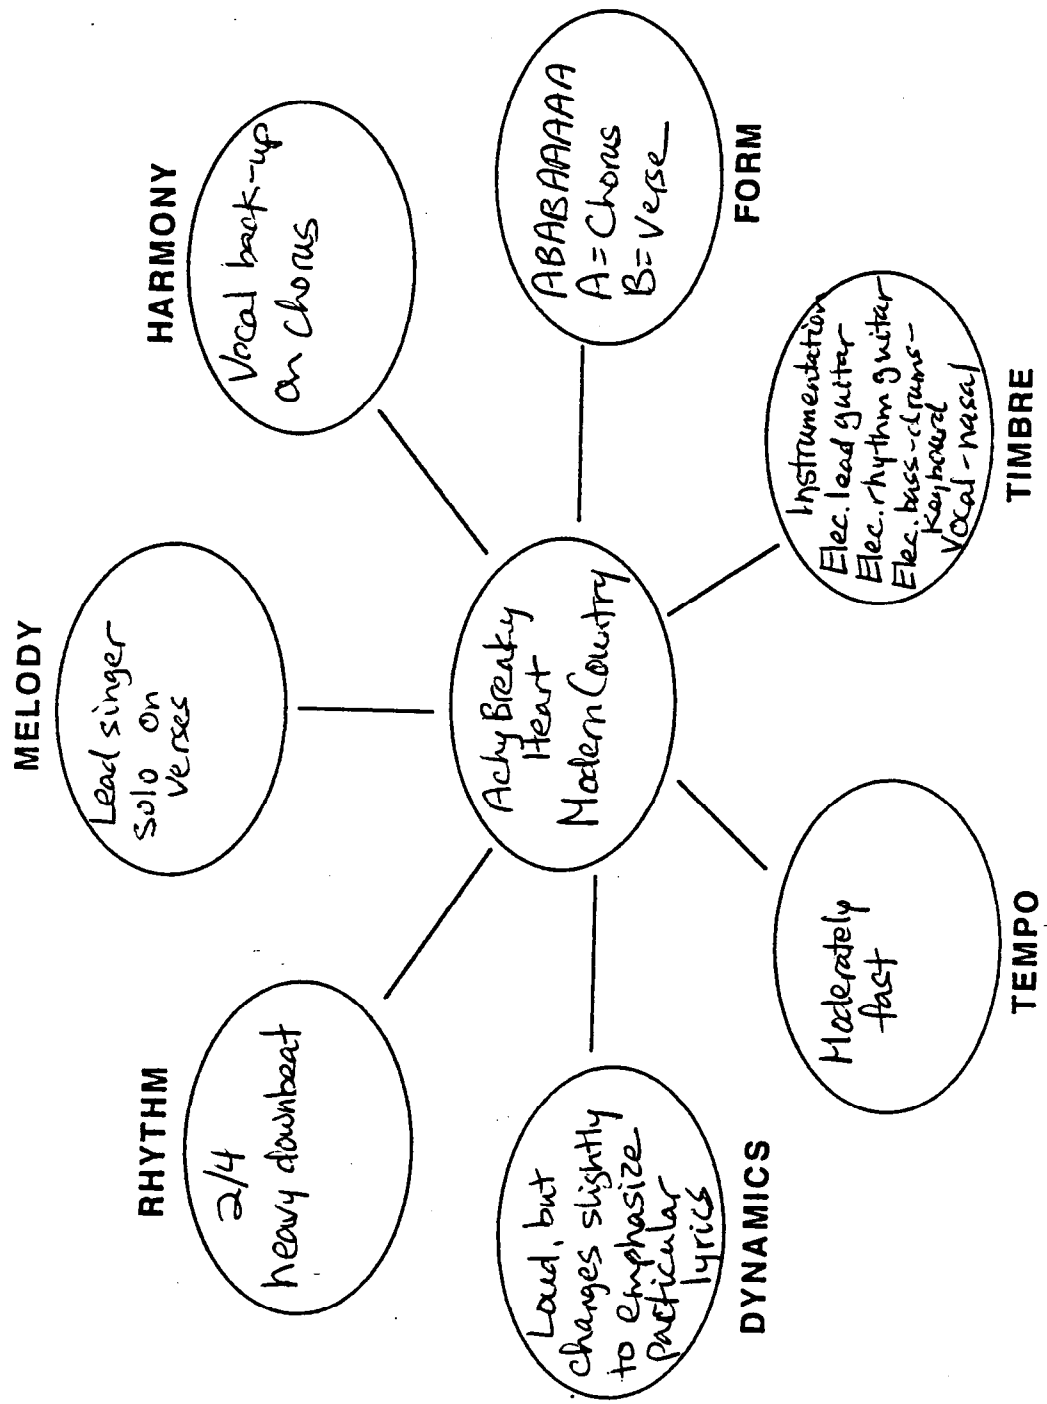 MELODY
Lead singer
Solo on
verses
HARMONY
Vocal back-up
on chorus
FORM
ABABAAAAA
A = Chorus
B = Verse
TIMBRE
Instrumentation
Elec. lead guitar
Elec. rhythm guitar
Elec. bass-drums-
Keyboard
Vocal-nasal
TEMPO
Moderately
fast
DYNAMICS
Loud, but
changes slightly
to emphasize
particular
lyrics
RHYTHM
2/4
heavy downbeat
Achy Breaky
Heart
Modern Country